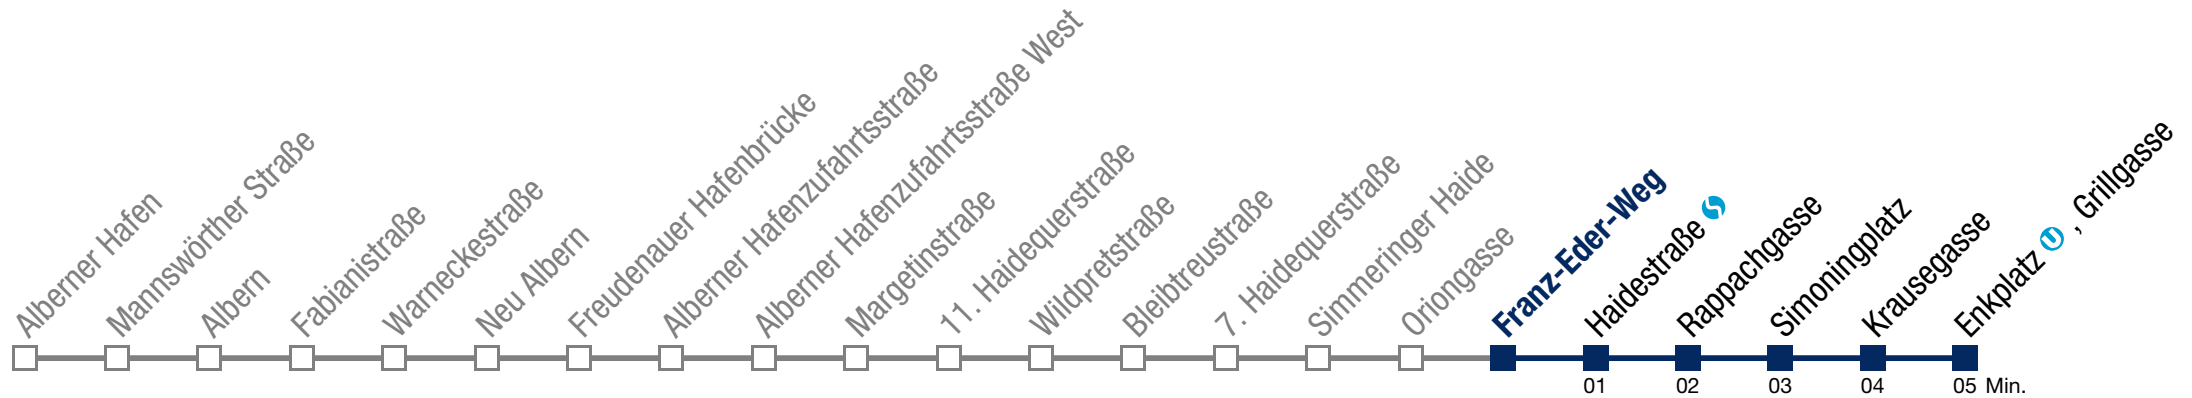 Alberner Hafen
Mannswörther Straße
Albern
Fabianistraße
Warneckestraße
Neu Albern
Freudenauer Hafenbrücke
Alberner Hafenzufahrtsstraße
Alberner Hafenzufahrtsstraße West
Margetinstraße
11. Haidequerstraße
Wildpretstraße
Bleibtreustraße
7. Haidequerstraße
Simmeringer Haide
Oriongasse
Franz-Eder-Weg
Haidestraße S
Rappachgasse
Simoningplatz
Krausegasse
Enkplatz U , Grillgasse
01 02 03 04 05 Min.